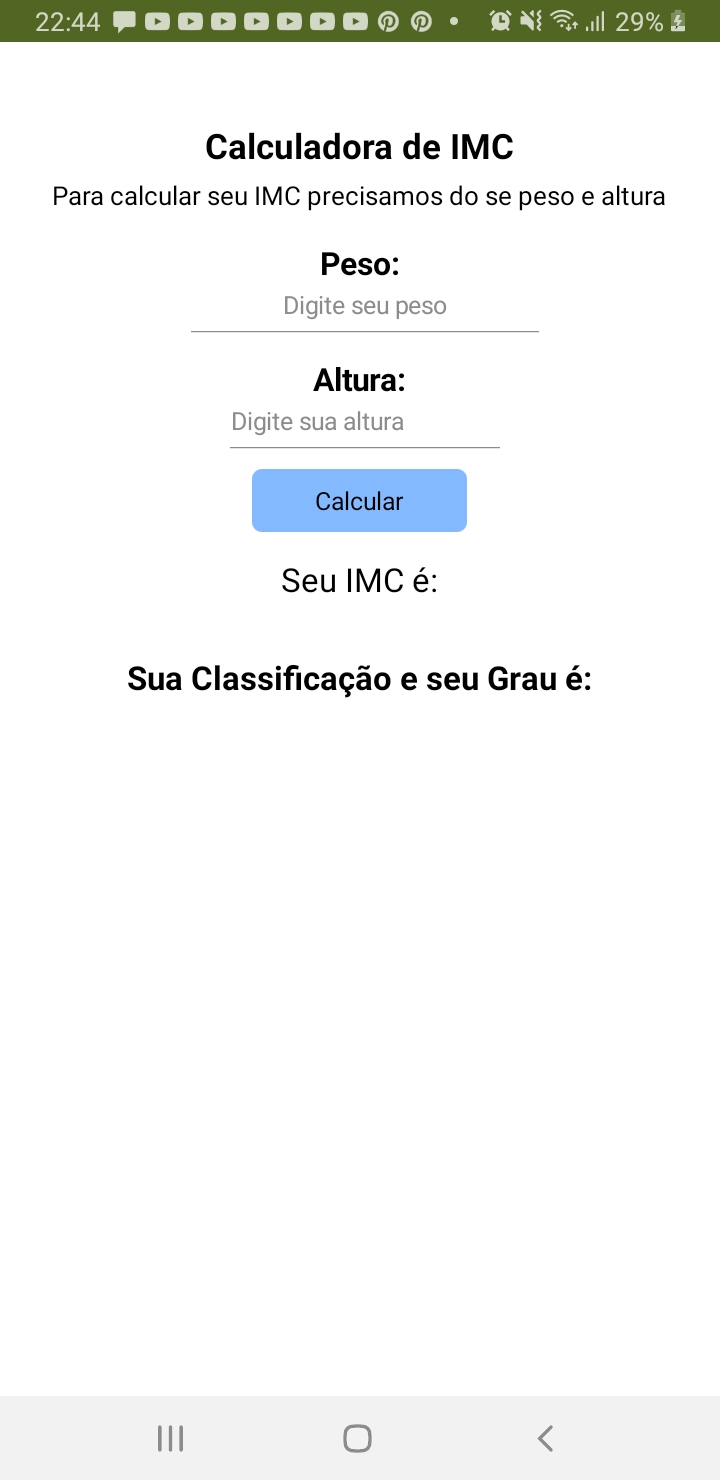 22:44 29%
Calculadora de IMC
Para calcular seu IMC precisamos do se peso e altura
Peso:
Digite seu peso
Altura:
Digite sua altura
Calcular
Seu IMC é:
Sua Classificação e seu Grau é: